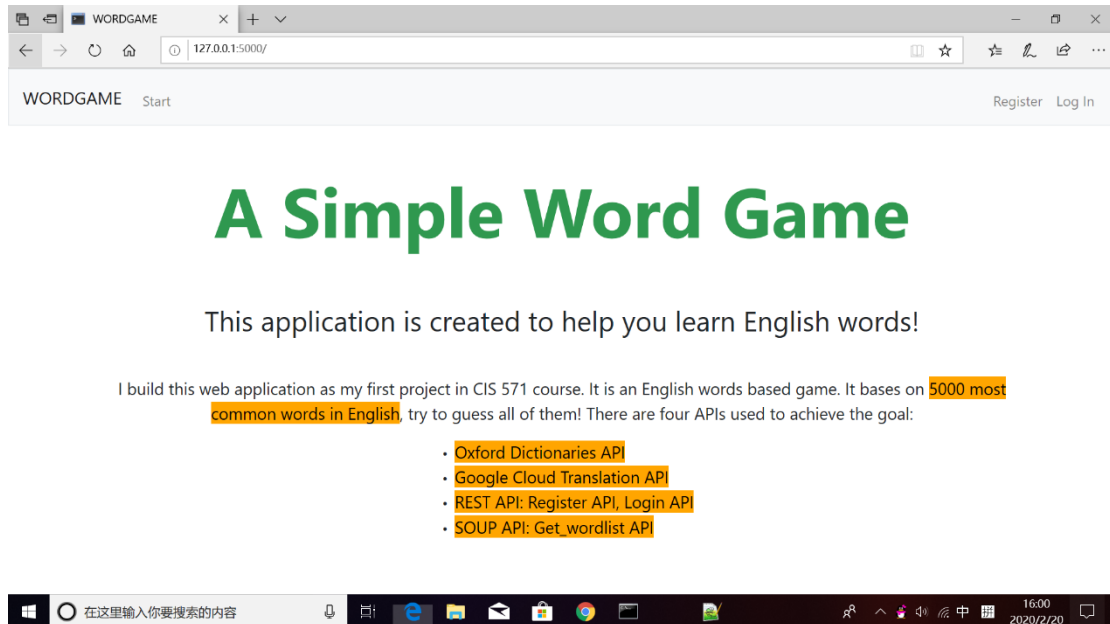 WORDGAME
127.0.0.1:5000/
WORDGAME Start Register Log In
A Simple Word Game
This application is created to help you learn English words!
I build this web application as my first project in CIS 571 course. It is an English words based game. It bases on 5000 most
common words in English, try to guess all of them! There are four APIs used to achieve the goal:
• Oxford Dictionaries API
• Google Cloud Translation API
• REST API: Register API, Login API
• SOUP API: Get_wordlist API
在这里输入你要搜索的内容
中
16:00
2020/2/20